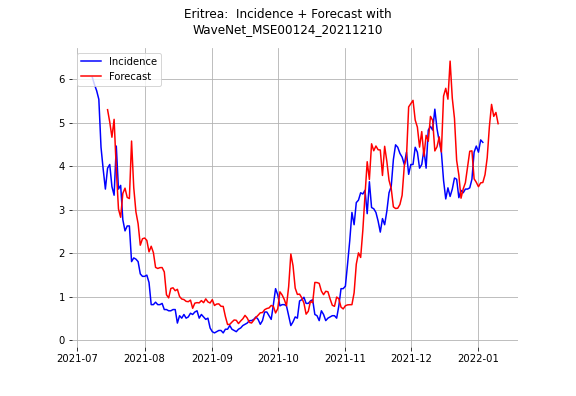 Eritrea:  Incidence + Forecast with
WaveNet_MSE00124_20211210
Incidence
Forecast
6
5
4
3
2
1
0
2021-07 2021-08 2021-09 2021-10 2021-11 2021-12 2022-01